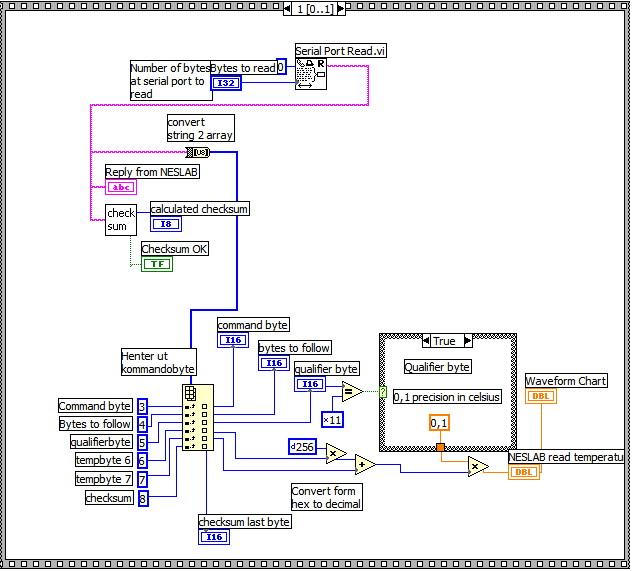 1 [0..1]
Serial Port Read.vi
Number of bytes
at serial port to
read
Bytes to read
0
R
I32
convert
string 2 array
[U8]
Reply from NESLAB
abc
check
sum
calculated checksum
I8
Checksum OK
TF
command byte
I16
bytes to follow
I16
Henter ut
kommandobyte
qualifier byte
I16
x11
=
True
?
Qualifier byte
0,1 precision in celsius
0,1
Waveform Chart
DBL
Command byte
3
Bytes to follow
4
qualifierbyte
5
tempbyte 6
6
tempbyte 7
7
checksum
8
d256
x
+
x
NESLAB read temperatu
DBL
Convert form
hex to decimal
checksum last byte
I16